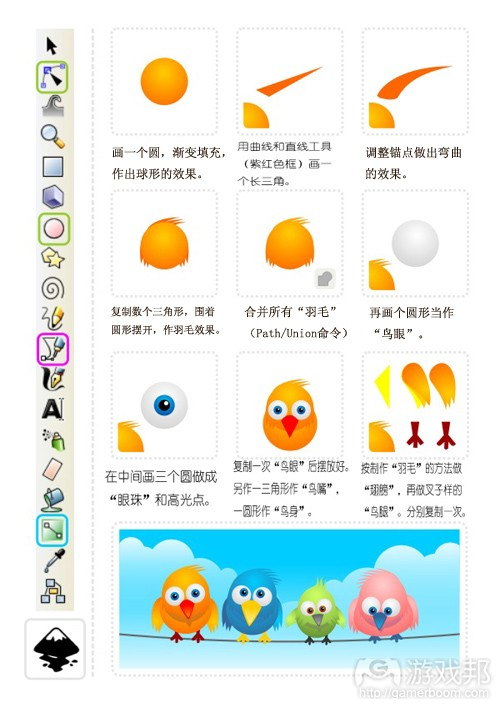 画一个圆，渐变填充，
作出球形的效果。
用曲线和直线工具
（紫红色框）画一
个长三角。
调整锚点做出弯曲
的效果。
复制数个三角形，围着
圆形摆开，作羽毛效果。
合并所有“羽毛”
（Path/Union命令）
再画个圆形当作
“鸟眼”。
在中间画三个圆做成
“眼珠”和高光点。
复制一次“鸟眼”后摆放好。
另作一三角形作“鸟嘴”，
一圆形作“鸟身”。
按制作“羽毛”的方法做
“翅膀”，再做叉子样的
“鸟腿”。分别复制一次。
A
游戏邦
http://gamerboom.com